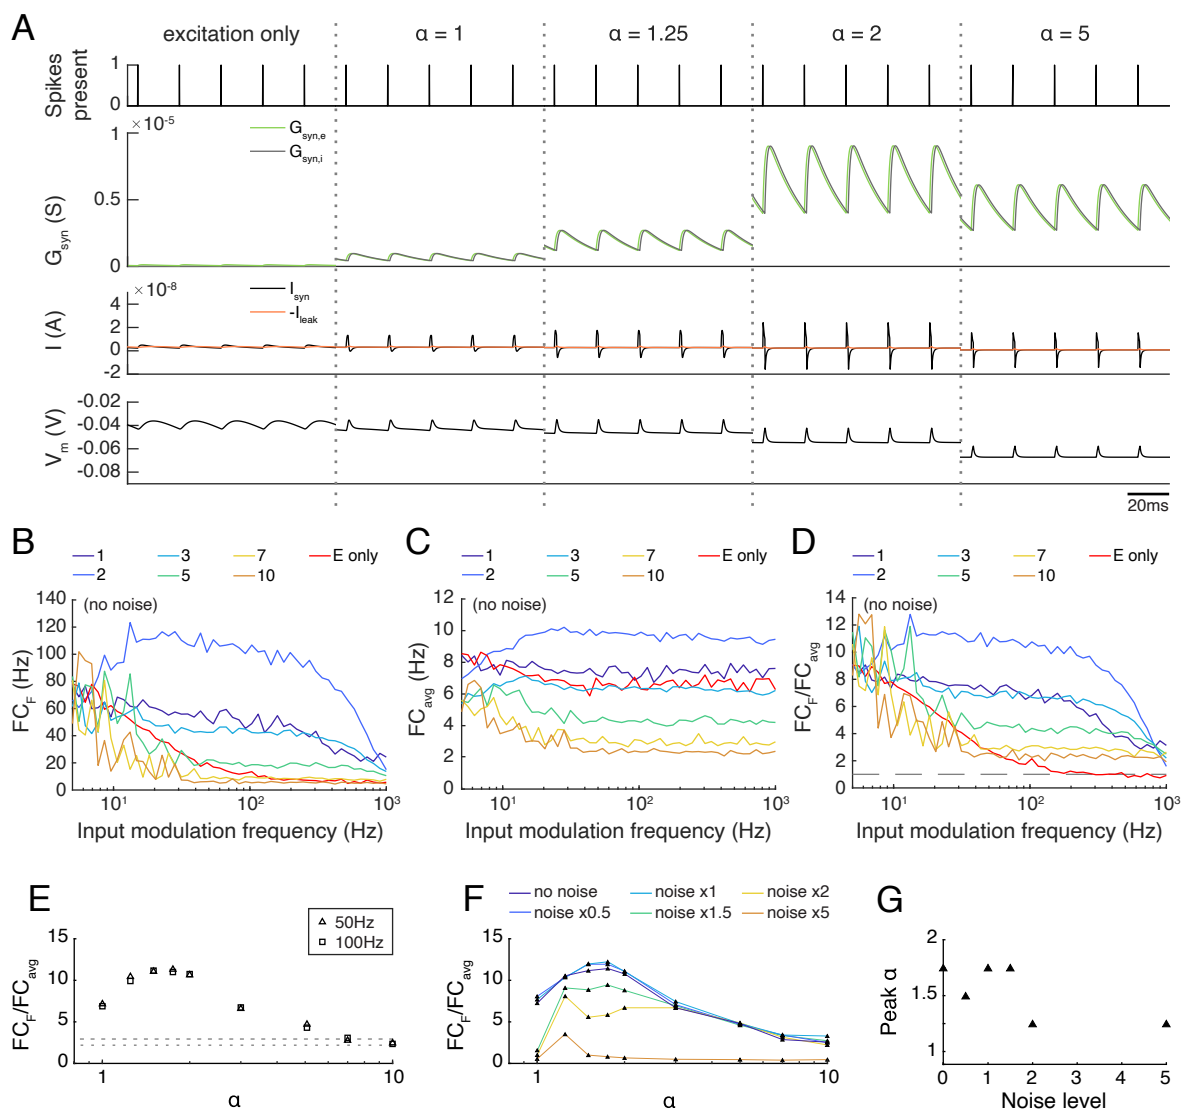 A
excitation only
α = 1
α = 1.25
α = 2
α = 5
Spikes present
1
0
×10⁻⁵
G_syn,e
G_syn,i
G_syn (S)
1
0.5
0
×10⁻⁸
I_syn
-I_leak
I (A)
4
2
0
-2
V_m (V)
-0.02
-0.04
-0.06
-0.08
20ms
B
1
3
7
E only
2
5
10
(no noise)
FC_F (Hz)
140
120
100
80
60
40
20
0
10¹
10²
10³
Input modulation frequency (Hz)
C
1
3
7
E only
2
5
10
(no noise)
FC_avg (Hz)
12
10
8
6
4
2
0
10¹
10²
10³
Input modulation frequency (Hz)
D
1
3
7
E only
2
5
10
(no noise)
FC_F/FC_avg
14
12
10
8
6
4
2
0
10¹
10²
10³
Input modulation frequency (Hz)
E
50Hz
100Hz
FC_F/FC_avg
15
10
5
0
1
10
α
F
no noise
noise x1
noise x2
noise x0.5
noise x1.5
noise x5
FC_F/FC_avg
15
10
5
0
1
10
α
G
Peak α
2
1.5
1
0
1
2
3
4
5
Noise level